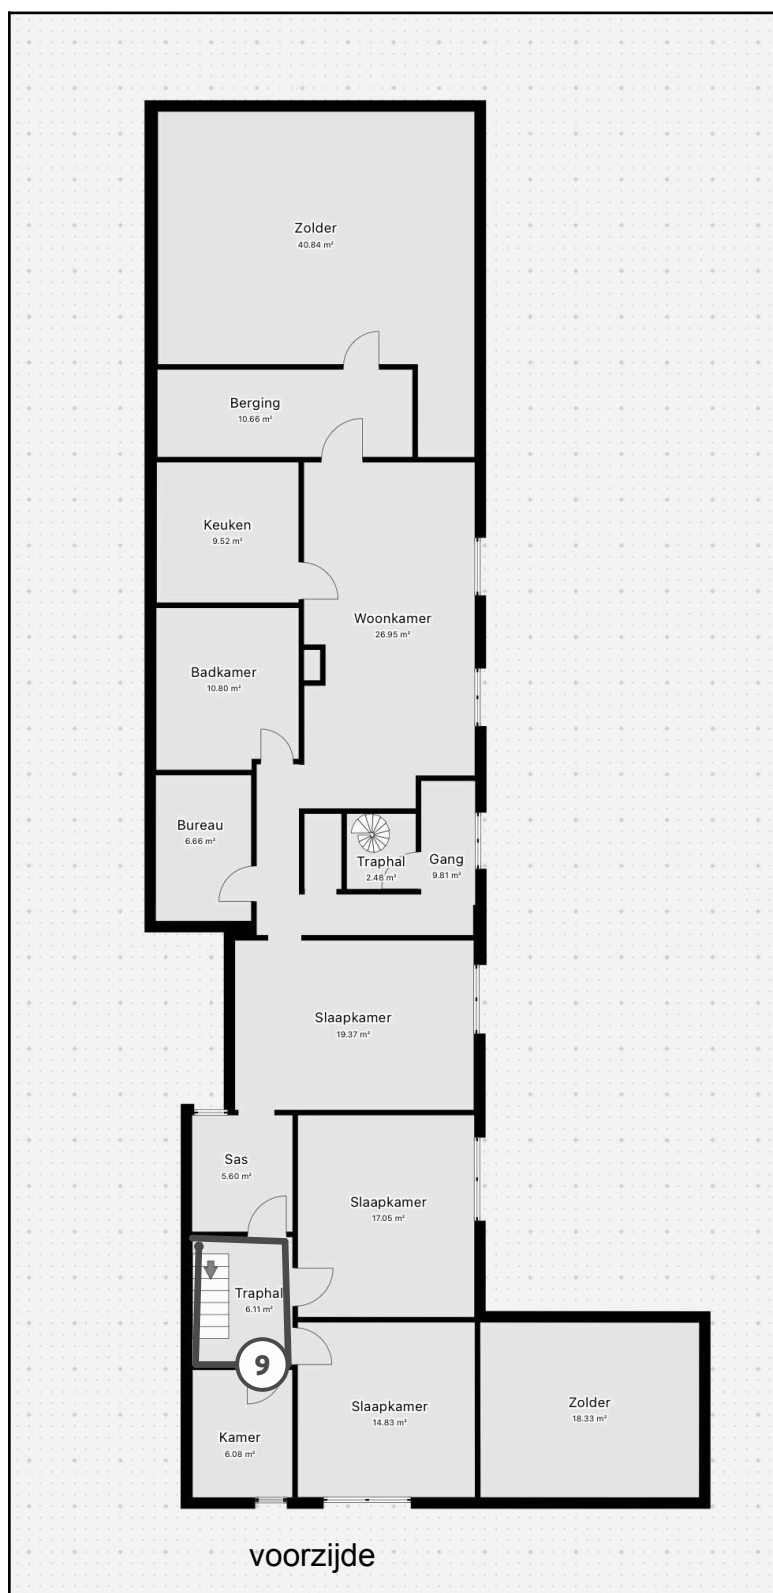 Zolder
40.84 m²
Berging
10.66 m²
Keuken
9.52 m²
Woonkamer
26.95 m²
Badkamer
10.80 m²
Bureau
6.66 m²
Traphal
2.48 m²
Gang
9.81 m²
Slaapkamer
19.37 m²
Sas
5.60 m²
Slaapkamer
17.05 m²
Traphal
6.11 m²
9
Slaapkamer
14.83 m²
Zolder
18.33 m²
Kamer
6.08 m²
voorzijde